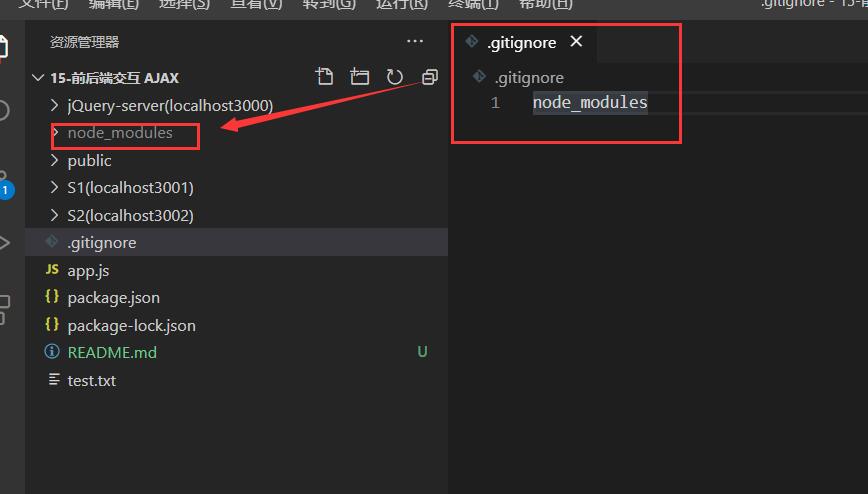 文件(F) 编辑(E) 选择(S) 查看(V) 转到(G) 运行(R) 终端(T) 帮助(H) .gitignore - 15-前
资源管理器 ...
.gitignore
15-前后端交互 AJAX
.gitignore
jQuery-server(localhost3000)
1 node_modules
node_modules
public
1
S1(localhost3001)
S2(localhost3002)
.gitignore
JS app.js
{} package.json
{} package-lock.json
README.md U
test.txt